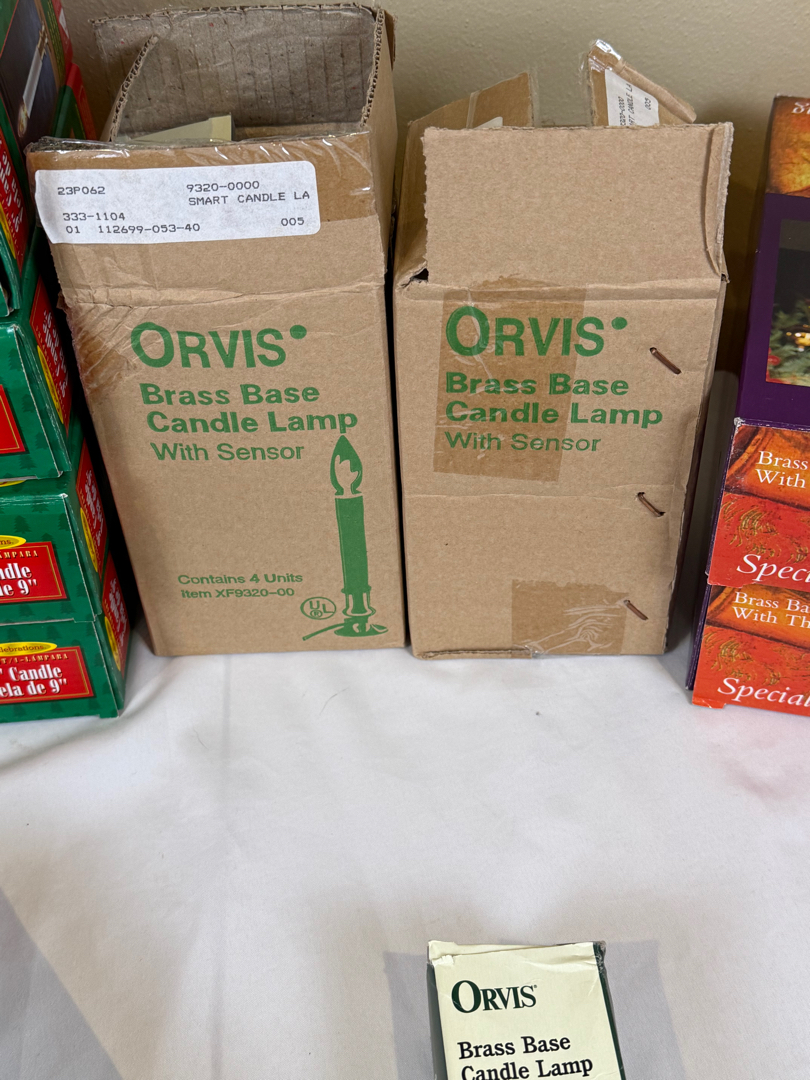 23P062 9320-0000
SMART CANDLE LA
333-1104
01 112699-053-40 005
ORVIS
Brass Base
Candle Lamp
With Sensor
Contains 4 Units
Item XF9320-00
UL
ORVIS
Brass Base
Candle Lamp
With Sensor
005
Candle
ela de 9"
Brass
With
Speci
Brass Ba
With Th
Special
ORVIS
Brass Base
Candle Lamp